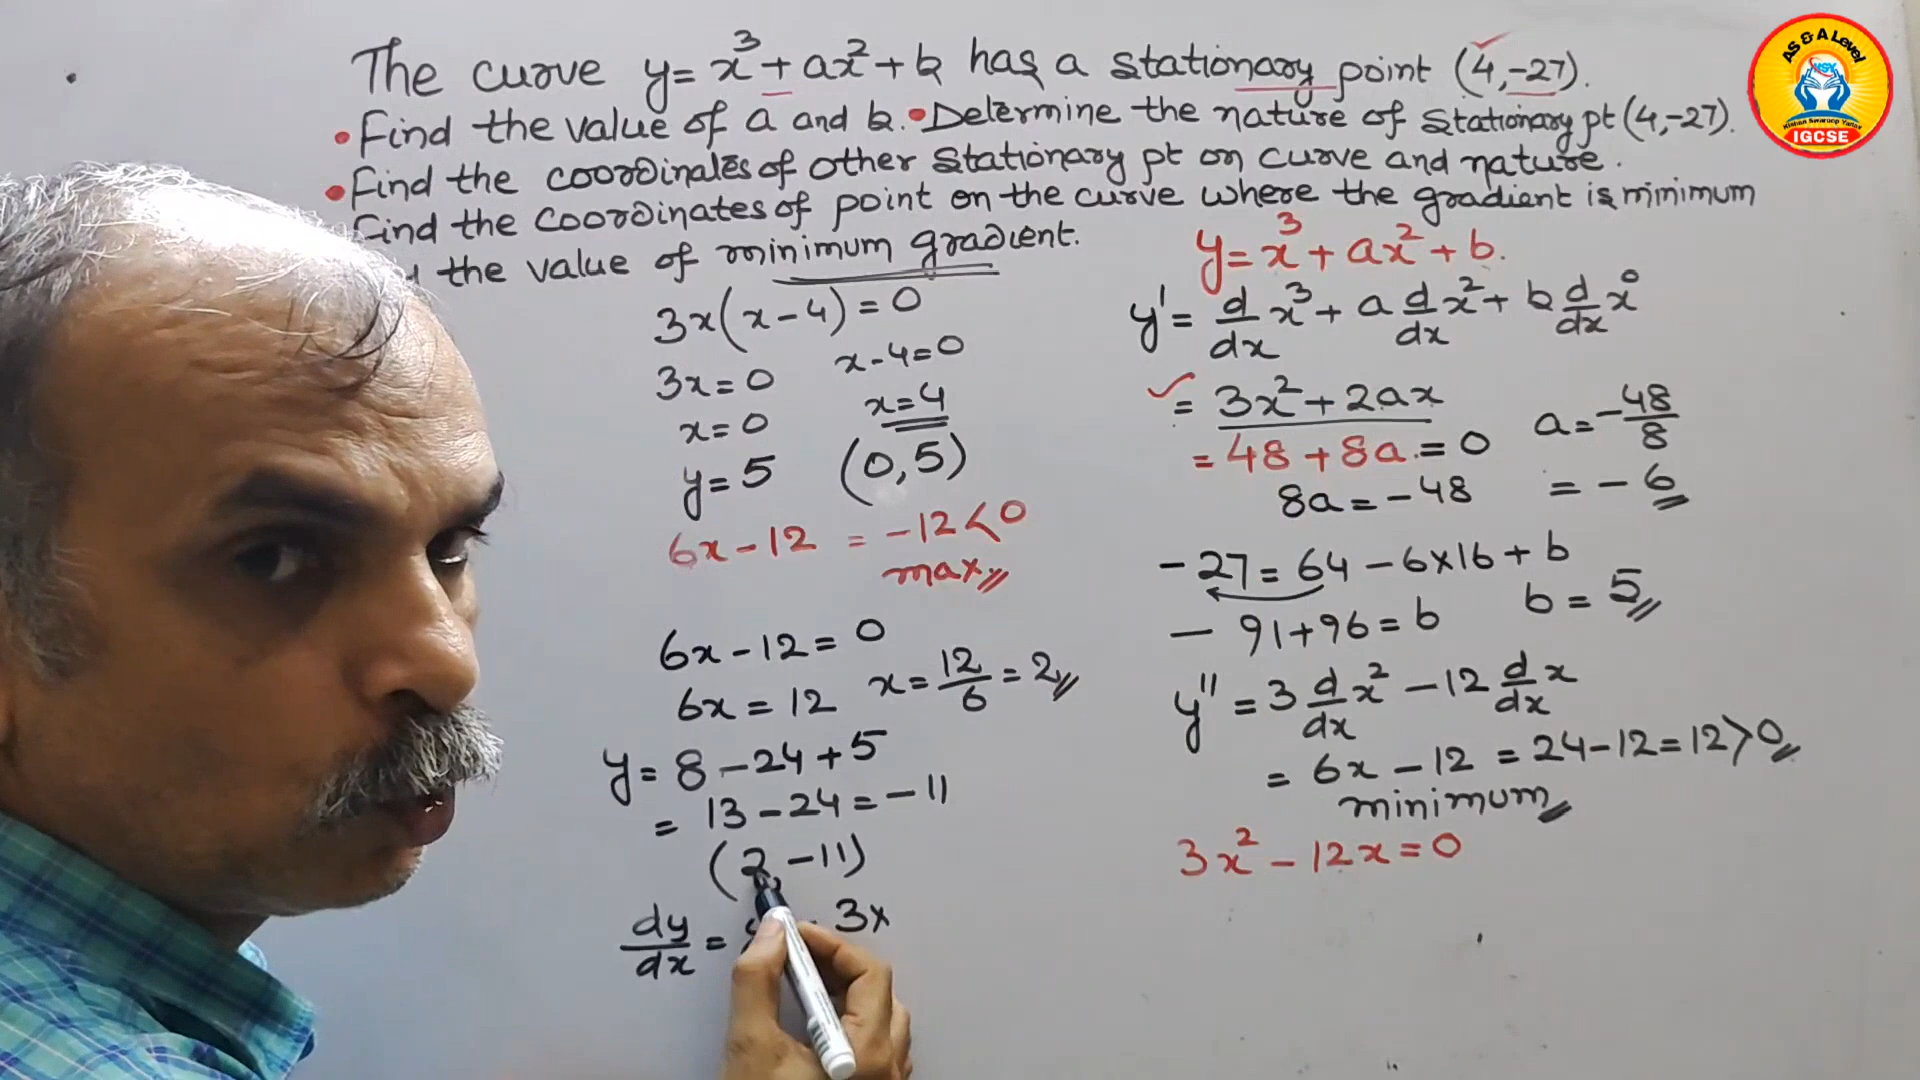 The curve y = x³ + ax² + b has a stationary point (4, -27).
• Find the value of a and b. • Determine the nature of stationary pt (4, -27).
• Find the coordinates of other stationary pt on curve and nature.
Find the coordinates of point on the curve where the gradient is minimum
the value of minimum gradient.
3x(x - 4) = 0
3x = 0 x - 4 = 0
x = 0 x = 4
y = 5 (0, 5)
6x - 12 = -12 < 0
max
6x - 12 = 0
6x = 12 x = 12/6 = 2
y = 8 - 24 + 5
= 13 - 24 = -11
(2, -11)
dy/dx = 3x
y = x³ + ax² + b.
y' = d/dx x³ + a d/dx x² + b d/dx x⁰
= 3x² + 2ax
= 48 + 8a = 0 a = -48/8
8a = -48 = -6
-27 = 64 - 6×16 + b
- 91 + 96 = b b = 5
y'' = 3 d/dx x² - 12 d/dx x
= 6x - 12 = 24 - 12 = 12 > 0
minimum
3x² - 12x = 0
AS & A Level
KSY
Kishan Swaroop Yadav
IGCSE